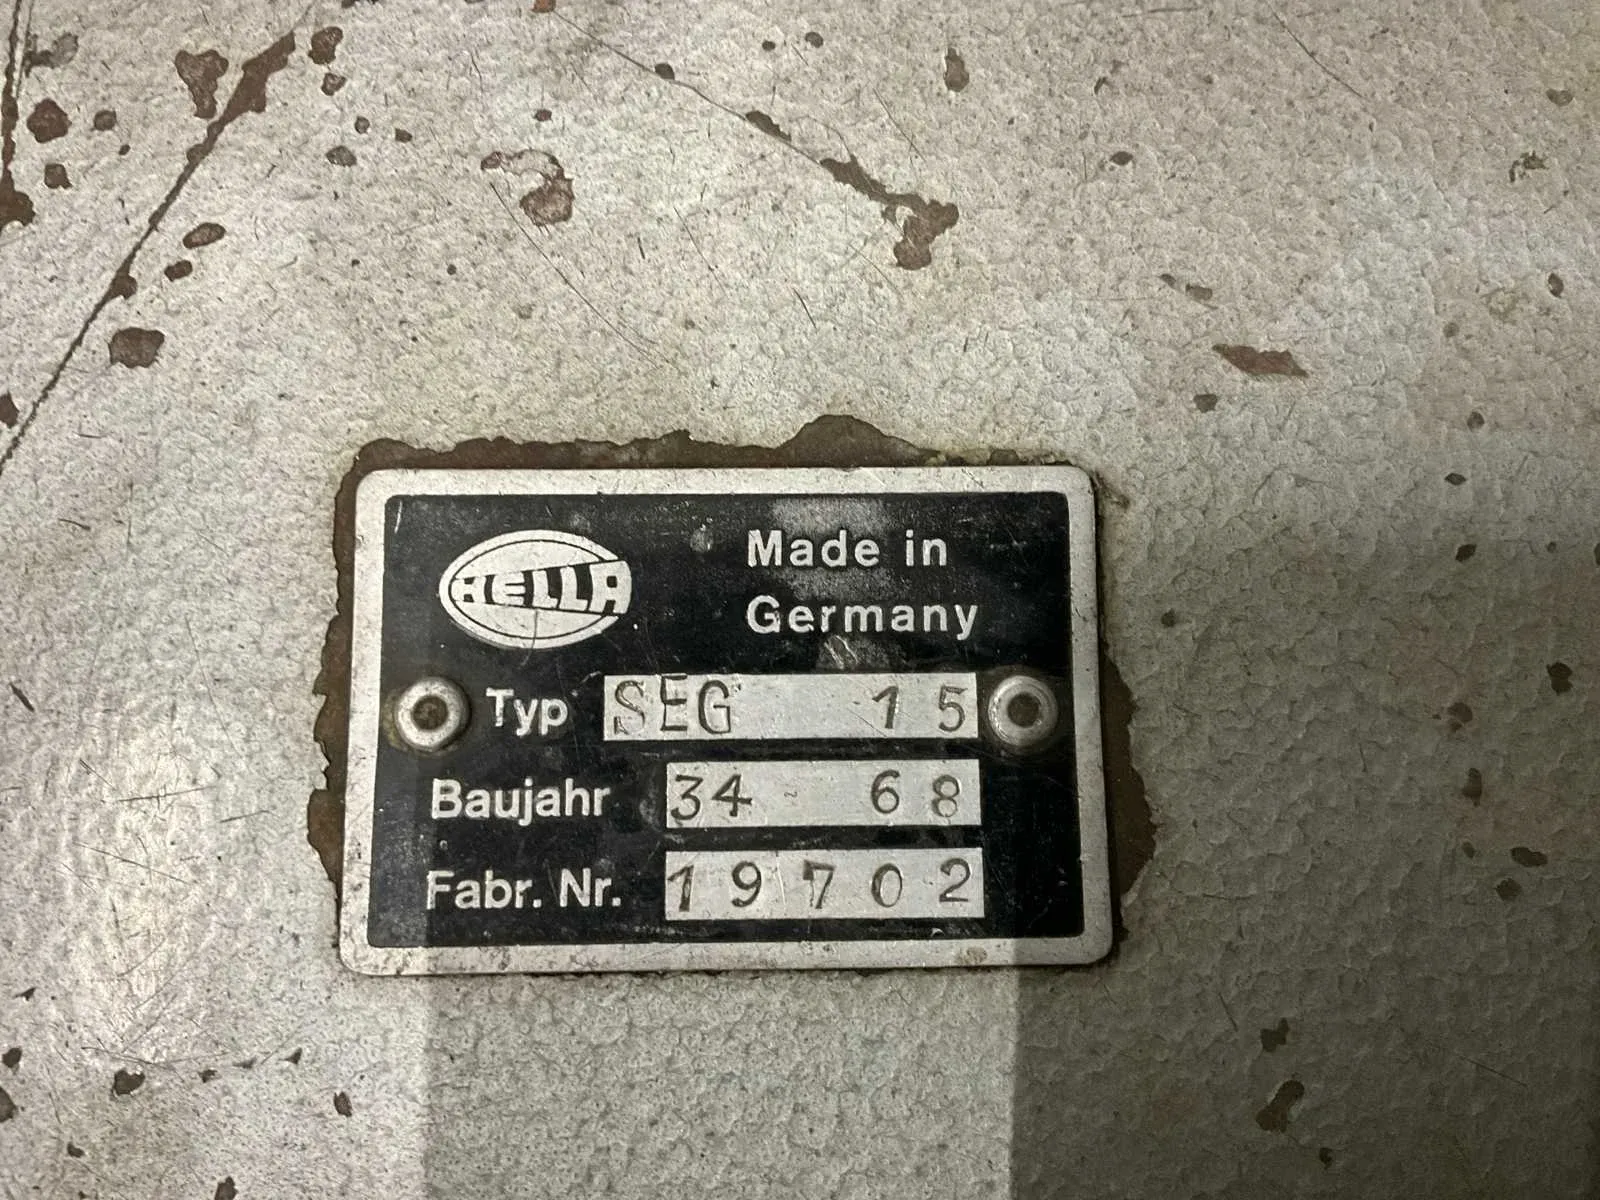 HELLA
Made in
Germany
Typ SEG 15
Baujahr 34 - 68
Fabr. Nr. 19702